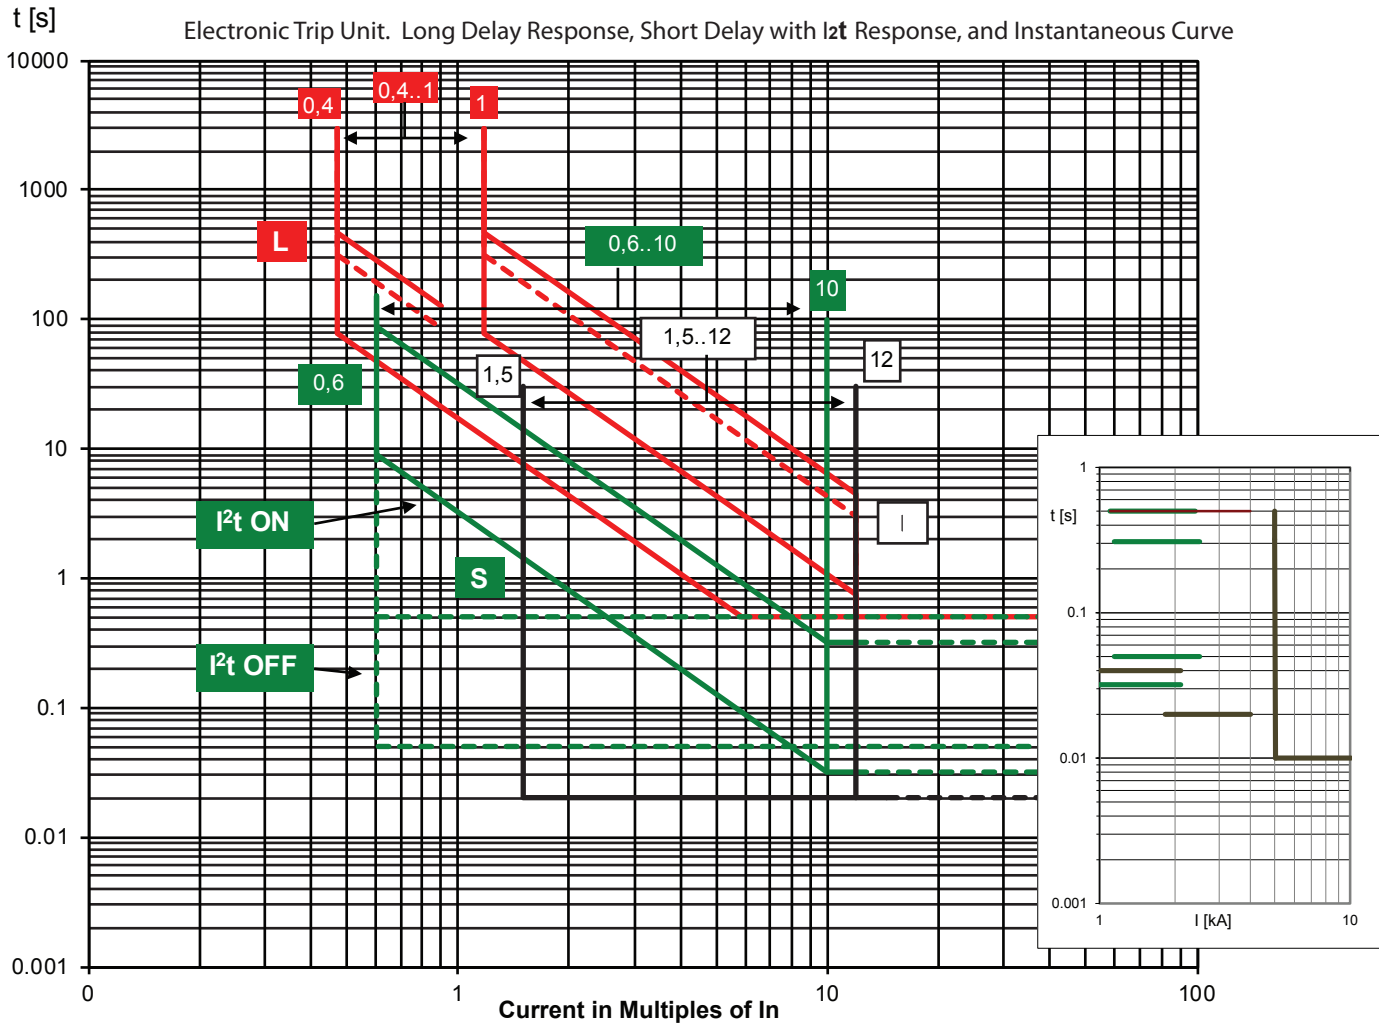 t [s]
Electronic Trip Unit. Long Delay Response, Short Delay with I2t Response, and Instantaneous Curve
10000
0,4
0,4..1
1
1000
L
0,6..10
10
100
1,5..12
12
0,6
1,5
10
I²t ON
I
1
S
I²t OFF
0.1
0.01
0.001
0
1
10
100
Current in Multiples of In
1
t [s]
0.1
0.01
0.001
1
I [kA]
10